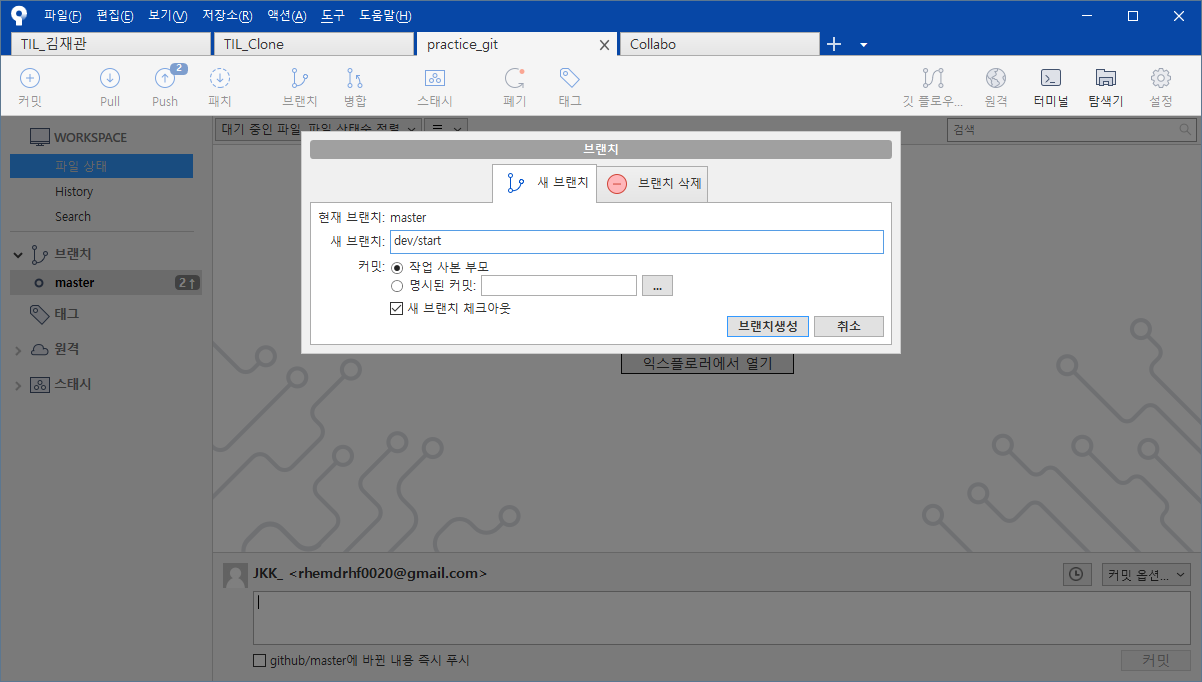 파일(F) 편집(E) 보기(V) 저장소(R) 액션(A) 도구 도움말(H)
TIL_김재관 TIL_Clone practice_git Collabo
2
커밋 Pull Push 패치 브랜치 병합 스태시 폐기 태그 깃 플로우... 원격 터미널 탐색기 설정
WORKSPACE
파일 상태
History
Search
브랜치
master 2↑
태그
원격
스태시
대기 중인 파일, 파일 상태순 정렬
검색
브랜치
새 브랜치 브랜치 삭제
현재 브랜치: master
새 브랜치: dev/start
커밋: 작업 사본 부모
명시된 커밋: ...
새 브랜치 체크아웃
브랜치생성 취소
익스플로러에서 열기
JKK_ <rhemdrhf0020@gmail.com>
커밋 옵션...
github/master에 바뀐 내용 즉시 푸시
커밋